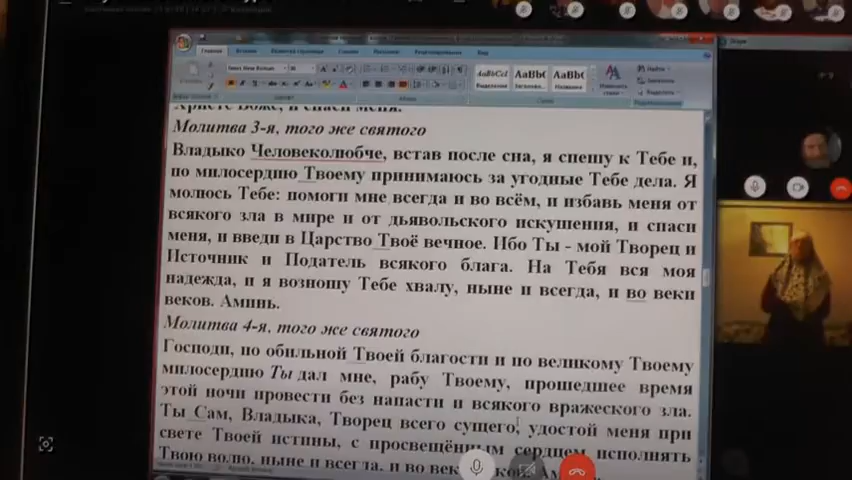 Главная
Христе Боже, и спаси меня.
Молитва 3-я, того же святого
Владыко Человеколюбче, встав после сна, я спешу к Тебе и,
по милосердию Твоему принимаюсь за угодные Тебе дела. Я
молюсь Тебе: помоги мне всегда и во всём, и избавь меня от
всякого зла в мире и от дьявольского искушения, и спаси
меня, и введи в Царство Твоё вечное. Ибо Ты - мой Творец и
Источник и Податель всякого блага. На Тебя вся моя
надежда, и я возношу Тебе хвалу, ныне и всегда, и во веки
веков. Аминь.
Молитва 4-я, того же святого
Господи, по обильной Твоей благости и по великому Твоему
милосердию Ты дал мне, рабу Твоему, прошедшее время
этой ночи провести без напасти и всякого вражеского зла.
Ты Сам, Владыка, Творец всего сущего, удостой меня при
свете Твоей истины, с просвещённым сердцем исполнять
Твою волю, ныне и всегда, и во